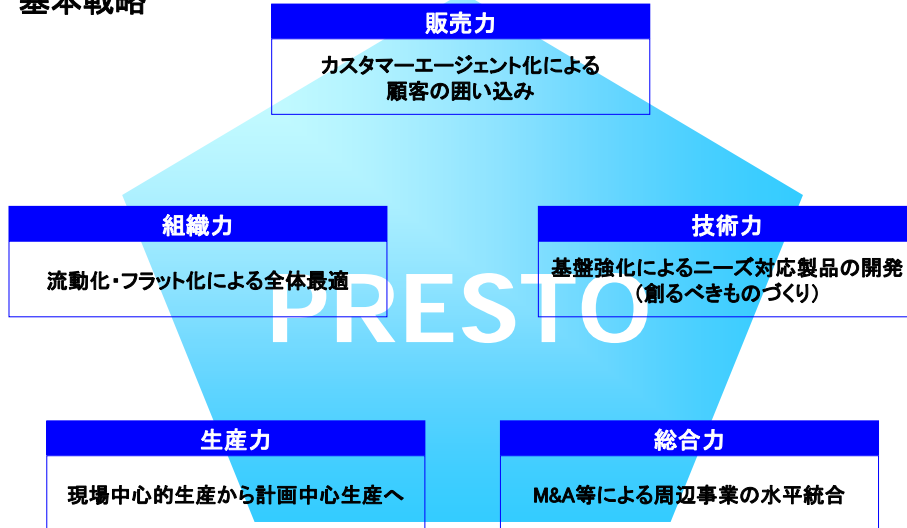 基本戦略
販売力
カスタマーエージェント化による
顧客の囲い込み
組織力
流動化・フラット化による全体最適
技術力
基盤強化によるニーズ対応製品の開発
(創るべきものづくり)
PRESTO
生産力
現場中心的生産から計画中心生産へ
総合力
M&A等による周辺事業の水平統合